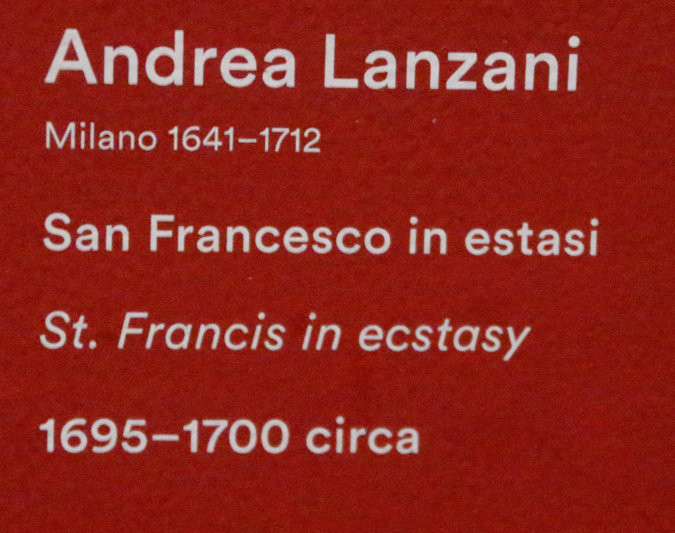 Andrea Lanzani
Milano 1641–1712
San Francesco in estasi
St. Francis in ecstasy
1695–1700 circa